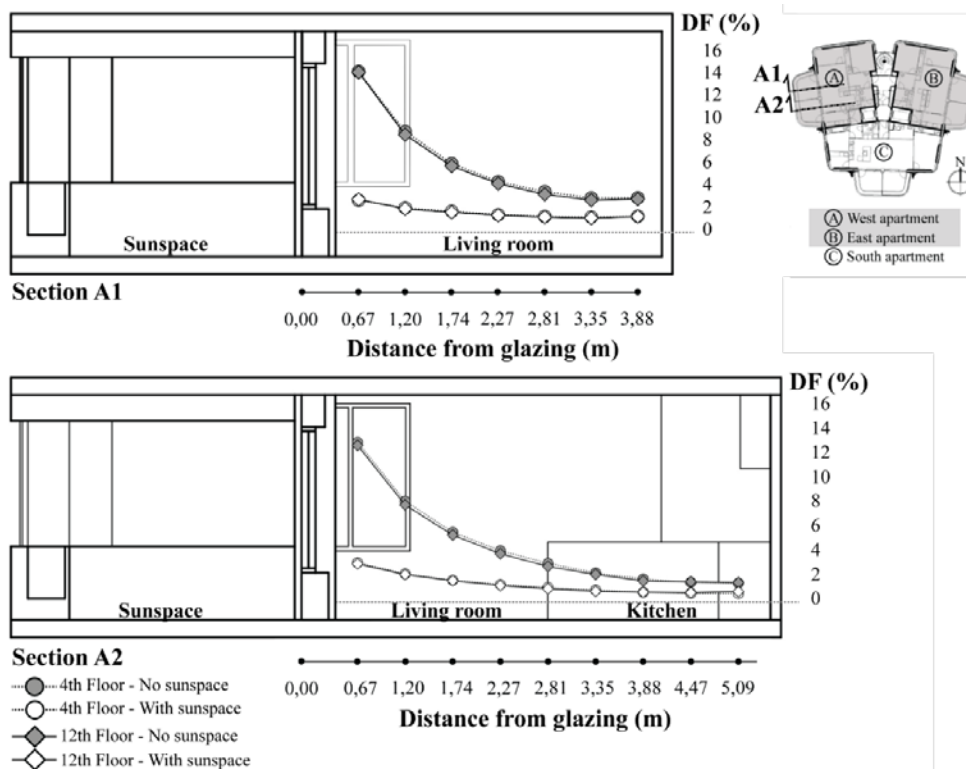 DF (%)
16
14
12
10
8
6
4
2
0
Sunspace
Living room
Section A1
0,00 0,67 1,20 1,74 2,27 2,81 3,35 3,88
Distance from glazing (m)
A1
A2
A
B
C
N
A West apartment
B East apartment
C South apartment
DF (%)
16
14
12
10
8
6
4
2
0
Sunspace
Living room
Kitchen
Section A2
0,00 0,67 1,20 1,74 2,27 2,81 3,35 3,88 4,47 5,09
Distance from glazing (m)
4th Floor - No sunspace
4th Floor - With sunspace
12th Floor - No sunspace
12th Floor - With sunspace